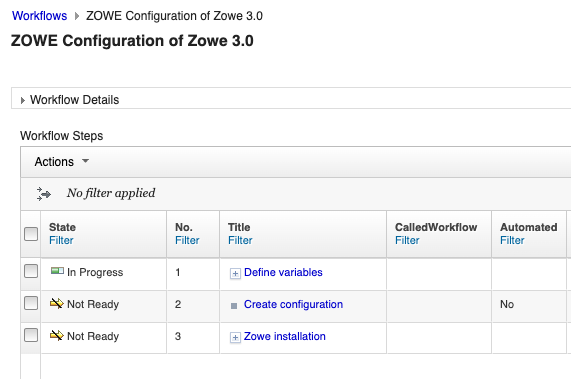 Workflows ZOWE Configuration of Zowe 3.0
ZOWE Configuration of Zowe 3.0
Workflow Details
Workflow Steps
Actions
No filter applied
State No. Title CalledWorkflow Automated
Filter Filter Filter Filter Filter
In Progress 1 Define variables
Not Ready 2 Create configuration No
Not Ready 3 Zowe installation